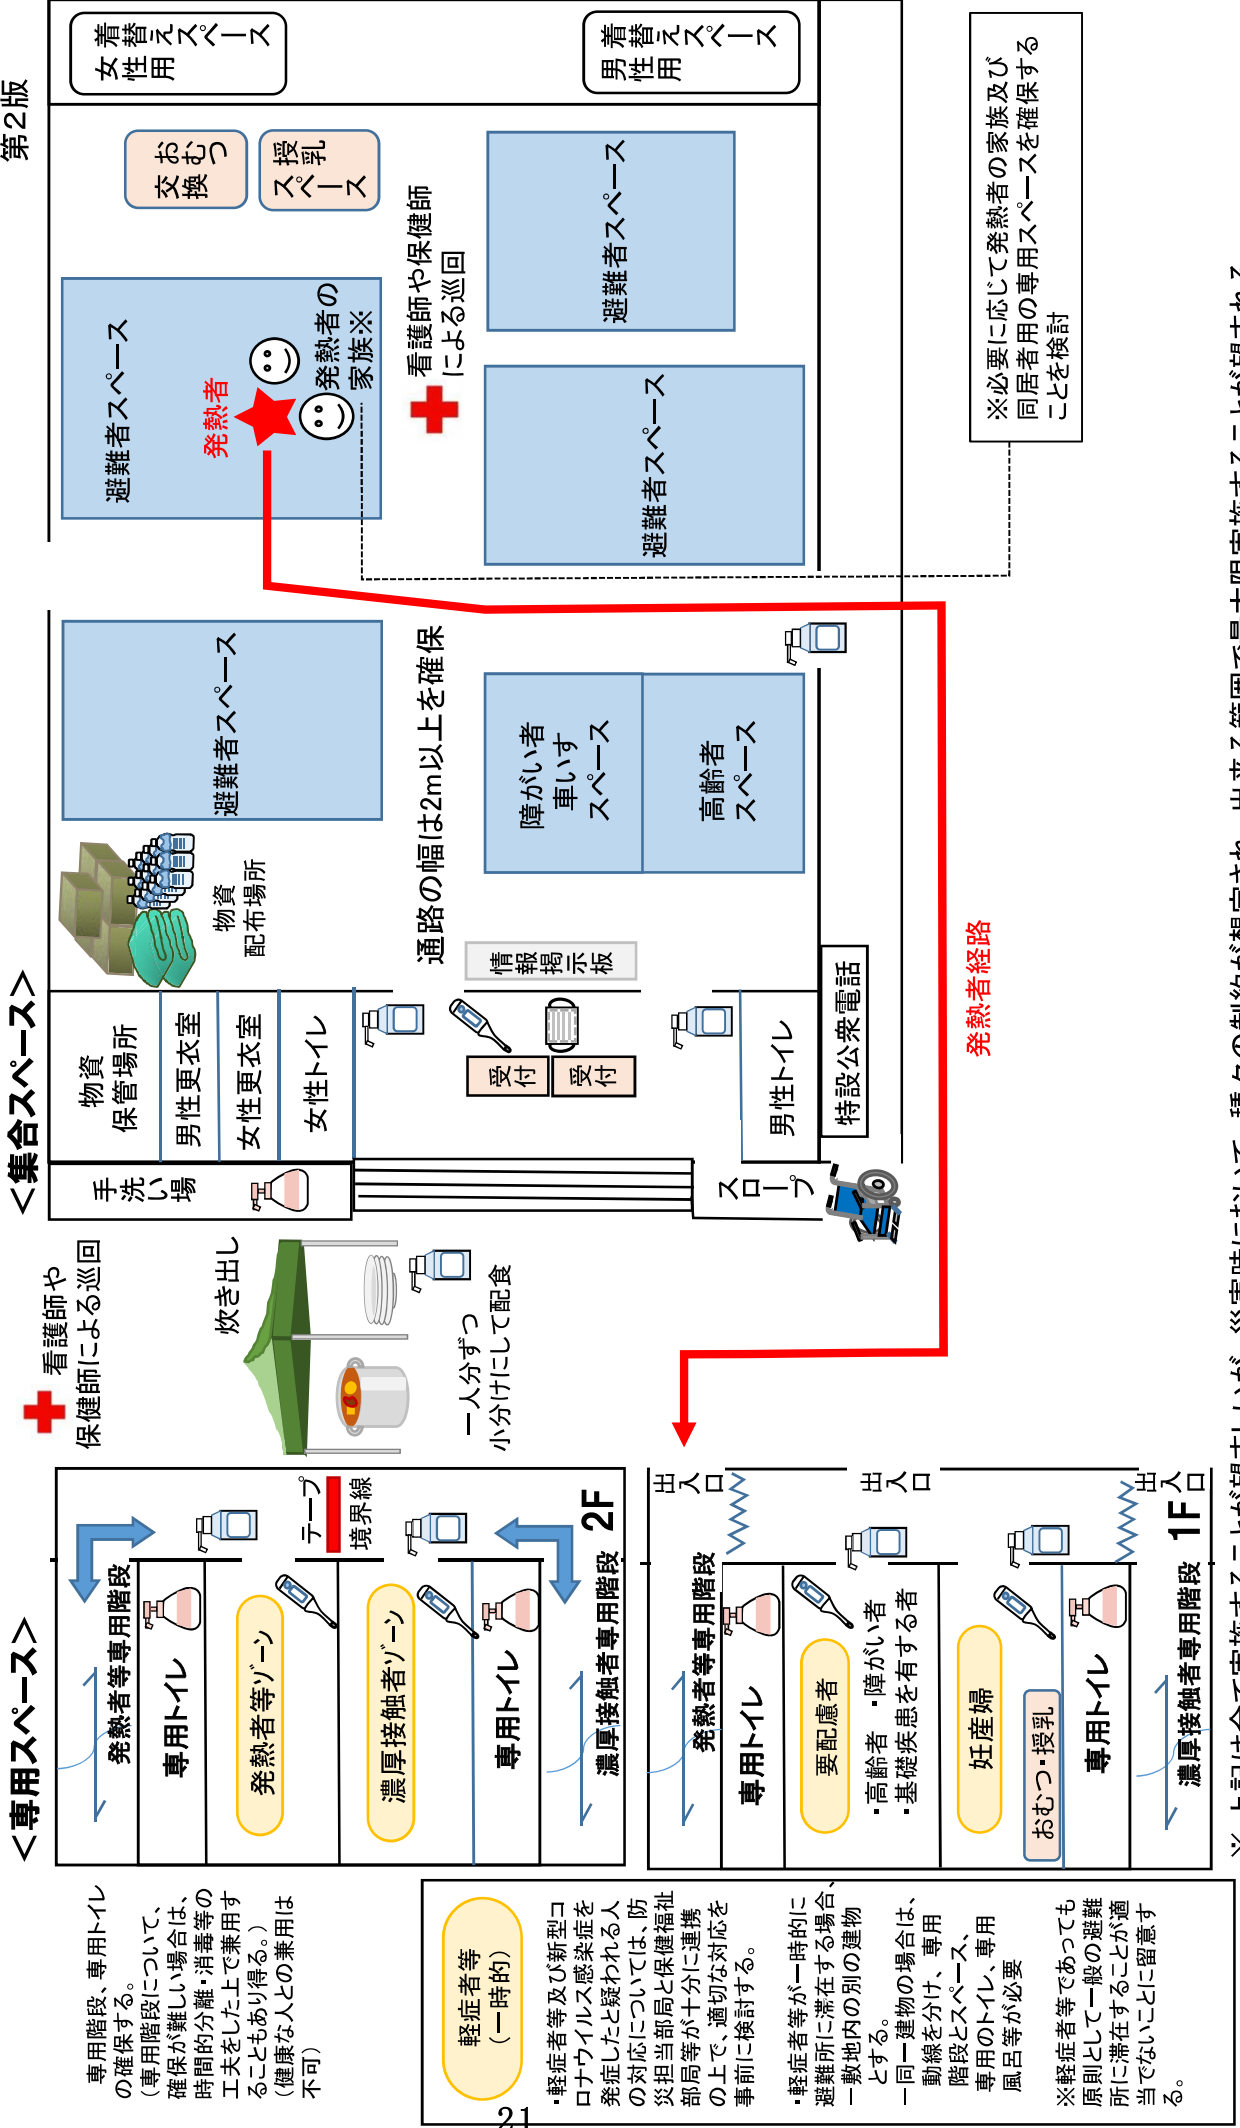 第2版
<専用スペース>
<集合スペース>
専用階段、専用トイレ
の確保する。
(専用階段について、
確保が難しい場合は、
時間的分離・消毒等の
工夫をした上で兼用す
ることもあり得る。)
(健康な人との兼用は
不可)
発熱者等専用階段
専用トイレ
発熱者等ゾーン
濃厚接触者ゾーン
専用トイレ
濃厚接触者専用階段
テープ
境界線
2F
看護師や
保健師による巡回
炊き出し
一人分ずつ
小分けにして配食
手洗い場
スロープ
物資
保管場所
男性更衣室
女性更衣室
女性トイレ
受付
受付
男性トイレ
特設公衆電話
物資
配布場所
情報掲示板
通路の幅は2m以上を確保
避難者スペース
障がい者
車いす
スペース
高齢者
スペース
避難者スペース
発熱者
発熱者の
家族※
看護師や保健師
による巡回
避難者スペース
避難者スペース
おむつ
交換
授乳
スペース
女性用
着替えスペース
男性用
着替えスペース
発熱者経路
※必要に応じて発熱者の家族及び
同居者用の専用スペースを確保する
ことを検討
軽症者等
(一時的)
・軽症者等及び新型コ
ロナウイルス感染症を
発症したと疑われる人
の対応については、防
災担当部局と保健福祉
部局等が十分に連携
の上で、適切な対応を
事前に検討する。
・軽症者等が一時的に
避難所に滞在する場合、
ー敷地内の別の建物
とする。
ー同一建物の場合は、
動線を分け、専用
階段とスペース、
専用のトイレ、専用
風呂等が必要
※軽症者等であっても
原則として一般の避難
所に滞在することが適
当でないことに留意す
る。
発熱者等専用階段
専用トイレ
要配慮者
・高齢者 ・障がい者
・基礎疾患を有する者
妊産婦
おむつ・授乳
専用トイレ
濃厚接触者専用階段
出入口
出入口
出入口
1F
21